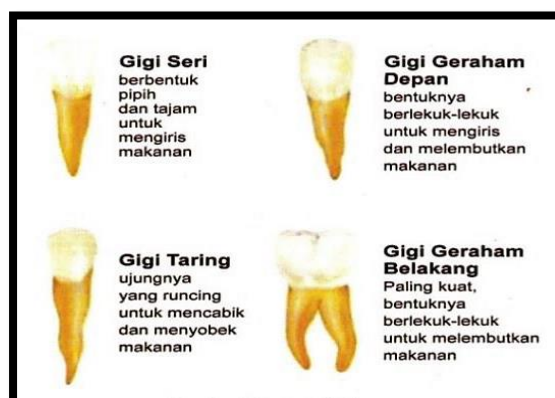 Gigi Seri
berbentuk
pipih
dan tajam
untuk
mengiris
makanan
Gigi Geraham
Depan
bentuknya
berlekuk-lekuk
untuk mengiris
dan melembutkan
makanan
Gigi Taring
ujungnya
yang runcing
untuk mencabik
dan menyobek
makanan
Gigi Geraham
Belakang
Paling kuat,
bentuknya
berlekuk-lekuk
untuk melembutkan
makanan